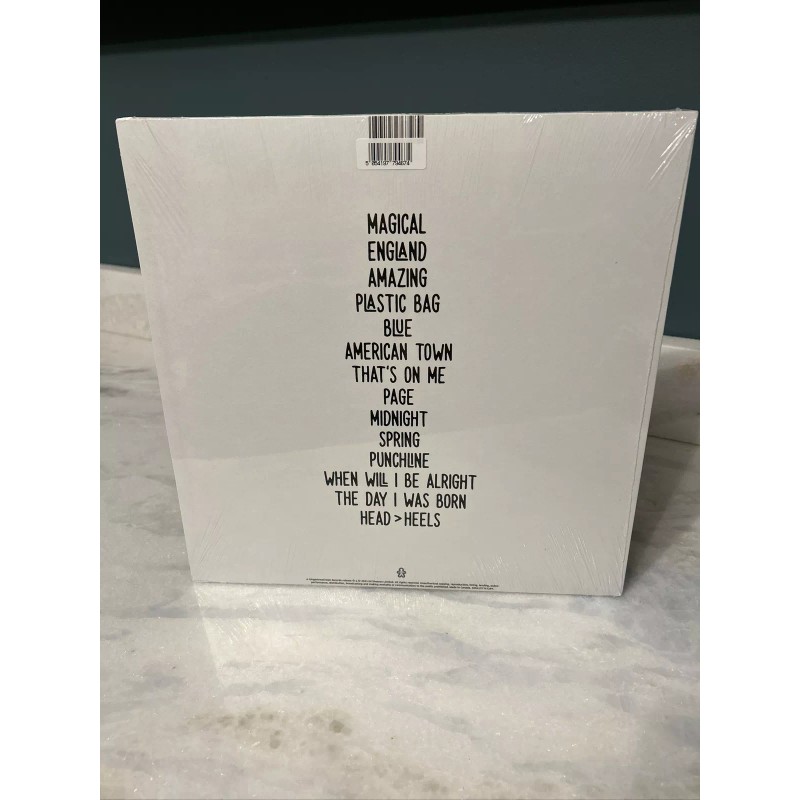 MAGICAL
ENGLAND
AMAZING
PLASTIC BAG
BLUE
AMERICAN TOWN
THAT'S ON ME
PAGE
MIDNIGHT
SPRING
PUNCHLINE
WHEN WILL I BE ALRIGHT
THE DAY I WAS BORN
HEAD > HEELS